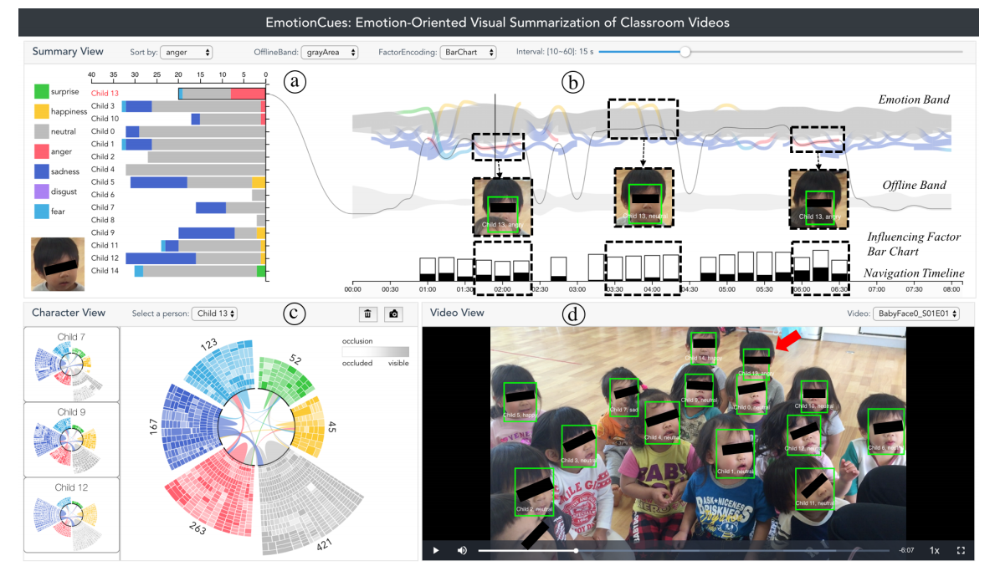 EmotionCues: Emotion-Oriented Visual Summarization of Classroom Videos
Summary View
Sort by: anger
OfflineBand: grayArea
FactorEncoding: BarChart
Interval: [10~60]: 15 s
40 35 30 25 20 15 10 5 0
surprise
happiness
neutral
anger
sadness
disgust
fear
Child 13
Child 3
Child 10
Child 0
Child 1
Child 2
Child 4
Child 5
Child 6
Child 7
Child 8
Child 9
Child 11
Child 12
Child 14
a
b
Emotion Band
Offline Band
Child 13, angry
Child 13, neutral
Child 13, angry
Influencing Factor
Bar Chart
Navigation Timeline
00:00 00:30 01:00 01:30 02:00 02:30 03:00 03:30 04:00 04:30 05:00 05:30 06:00 06:30 07:00 07:30 08:00
Character View
Select a person: Child 13
c
Child 7
Child 9
Child 12
occlusion
occluded visible
123
52
45
421
263
167
Video View
d
Video: BabyFace0_S01E01
Child 14, happy
Child 13, angry
Child 5, happy
Child 7, sad
Child 9, neutral
Child 0, neutral
Child 10, neutral
Child 3, neutral
Child 4, neutral
Child 12, neutral
Child 6, neutral
Child 1, neutral
Child 2, neutral
Child 11, neutral
BASK★NICENESS
BRISKNESS
-6:07
1x